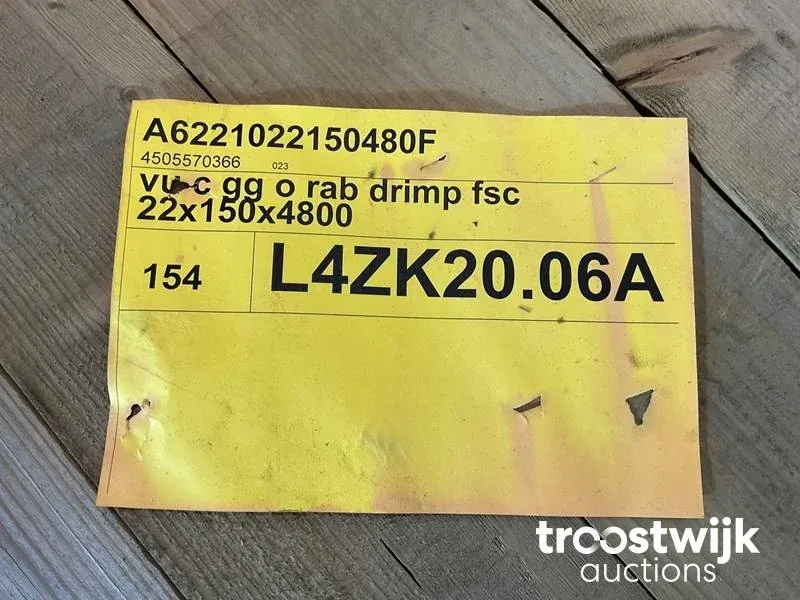 A6221022150480F
4505570366 023
vu c gg o rab drimp fsc
22x150x4800
154 L4ZK20.06A
troostwijk
auctions